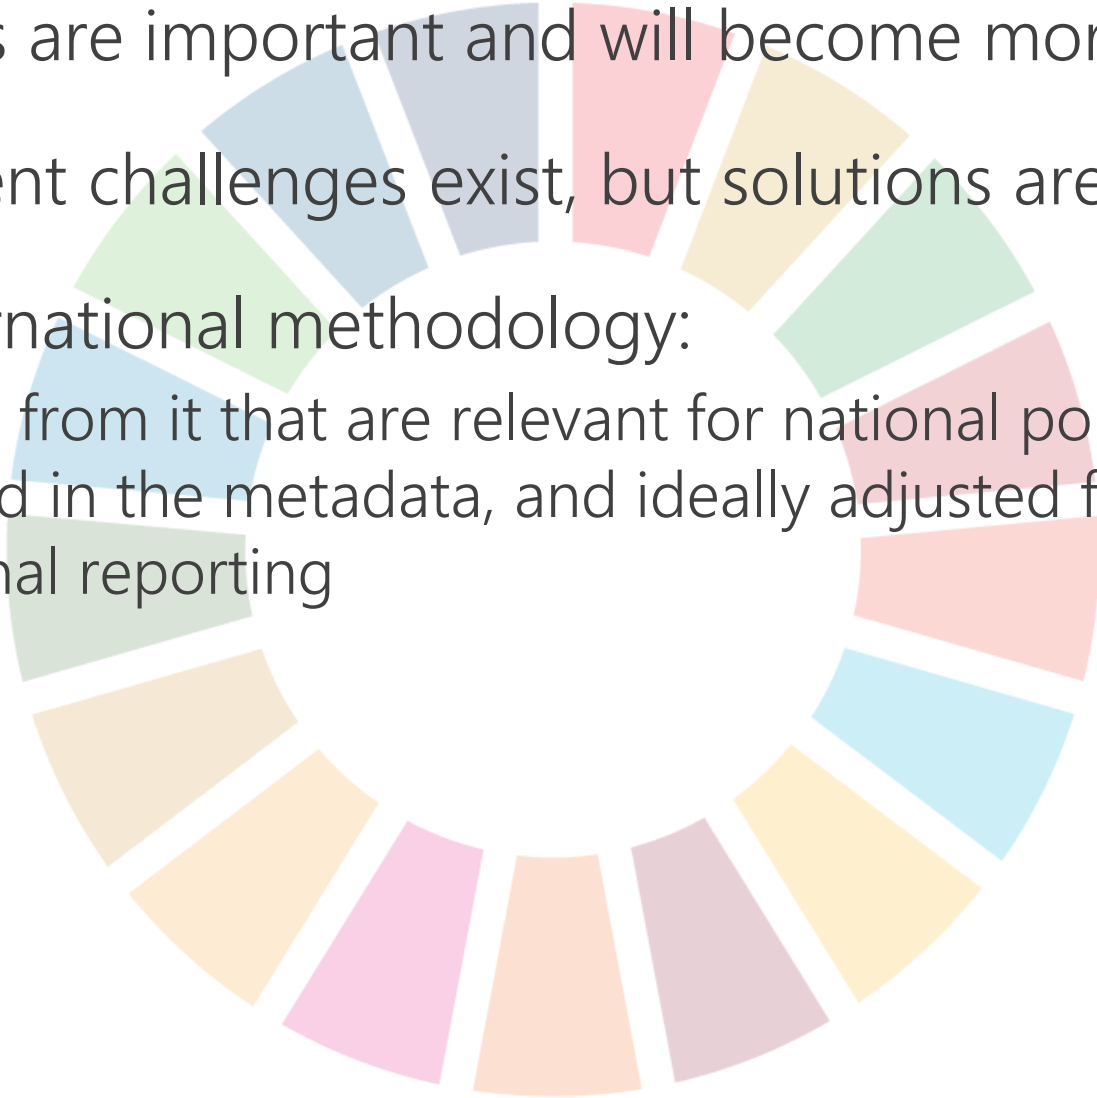 s are important and will become mor
ent challenges exist, but solutions are
rnational methodology:
from it that are relevant for national po
d in the metadata, and ideally adjusted f
nal reporting